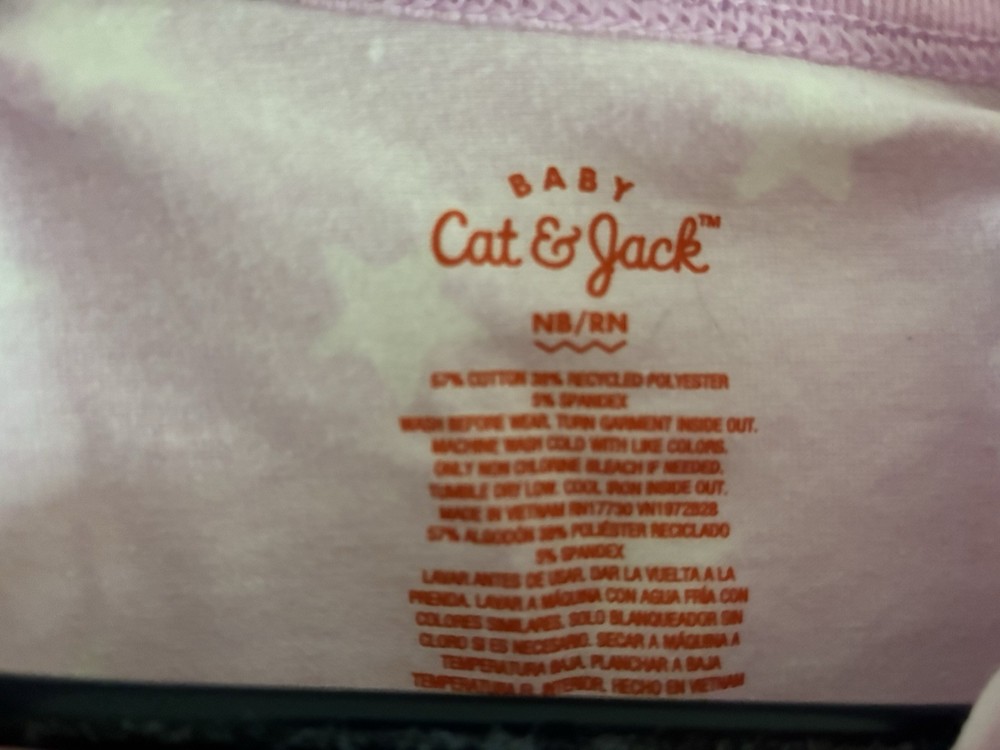 BABY
Cat & Jack™
NB/RN
57% COTTON 38% RECYCLED POLYESTER
5% SPANDEX
WASH BEFORE WEAR. TURN GARMENT INSIDE OUT.
MACHINE WASH COLD WITH LIKE COLORS.
ONLY NON CHLORINE BLEACH IF NEEDED.
TUMBLE DRY LOW. COOL IRON INSIDE OUT.
MADE IN VIETNAM RN17730 VN1972828
57% ALGODÓN 38% POLIÉSTER RECICLADO
5% SPANDEX
LAVAR ANTES DE USAR. DAR LA VUELTA A LA
PRENDA. LAVAR A MÁQUINA CON AGUA FRÍA CON
COLORES SIMILARES. SOLO BLANQUEADOR SIN
CLORO SI ES NECESARIO. SECAR A MÁQUINA A
TEMPERATURA BAJA. PLANCHAR A BAJA
TEMPERATURA INTERIOR. HECHO EN VIETNAM